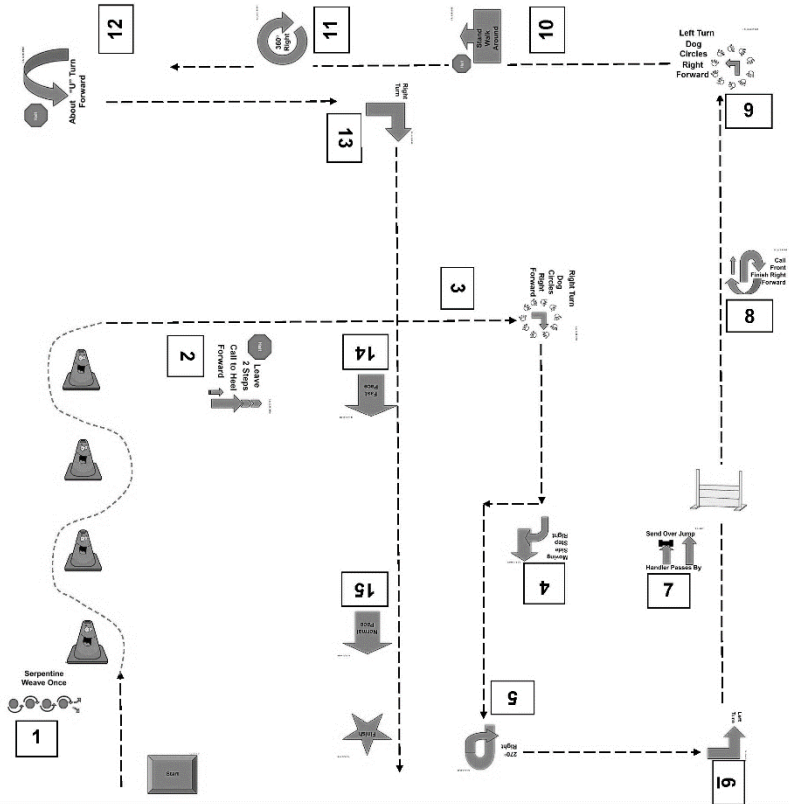 12
About "U" Turn
Forward
360°
Right
11
Stand
Walk
Around
10
Left Turn
Dog
Circles
Right
Forward
9
Right
Turn
13
3
Right Turn
Dog
Circles
Right
Forward
Call
Front
Finish Right
Forward
8
2
Leave
2 Steps
Call to Heel
Forward
14
Fast
Pace
Moving
Side
Step
Right
4
Send Over Jump
Handler Passes By
7
15
Normal
Pace
Serpentine
Weave Once
1
Start
Finish
5
270°
Right
Left
Turn
6